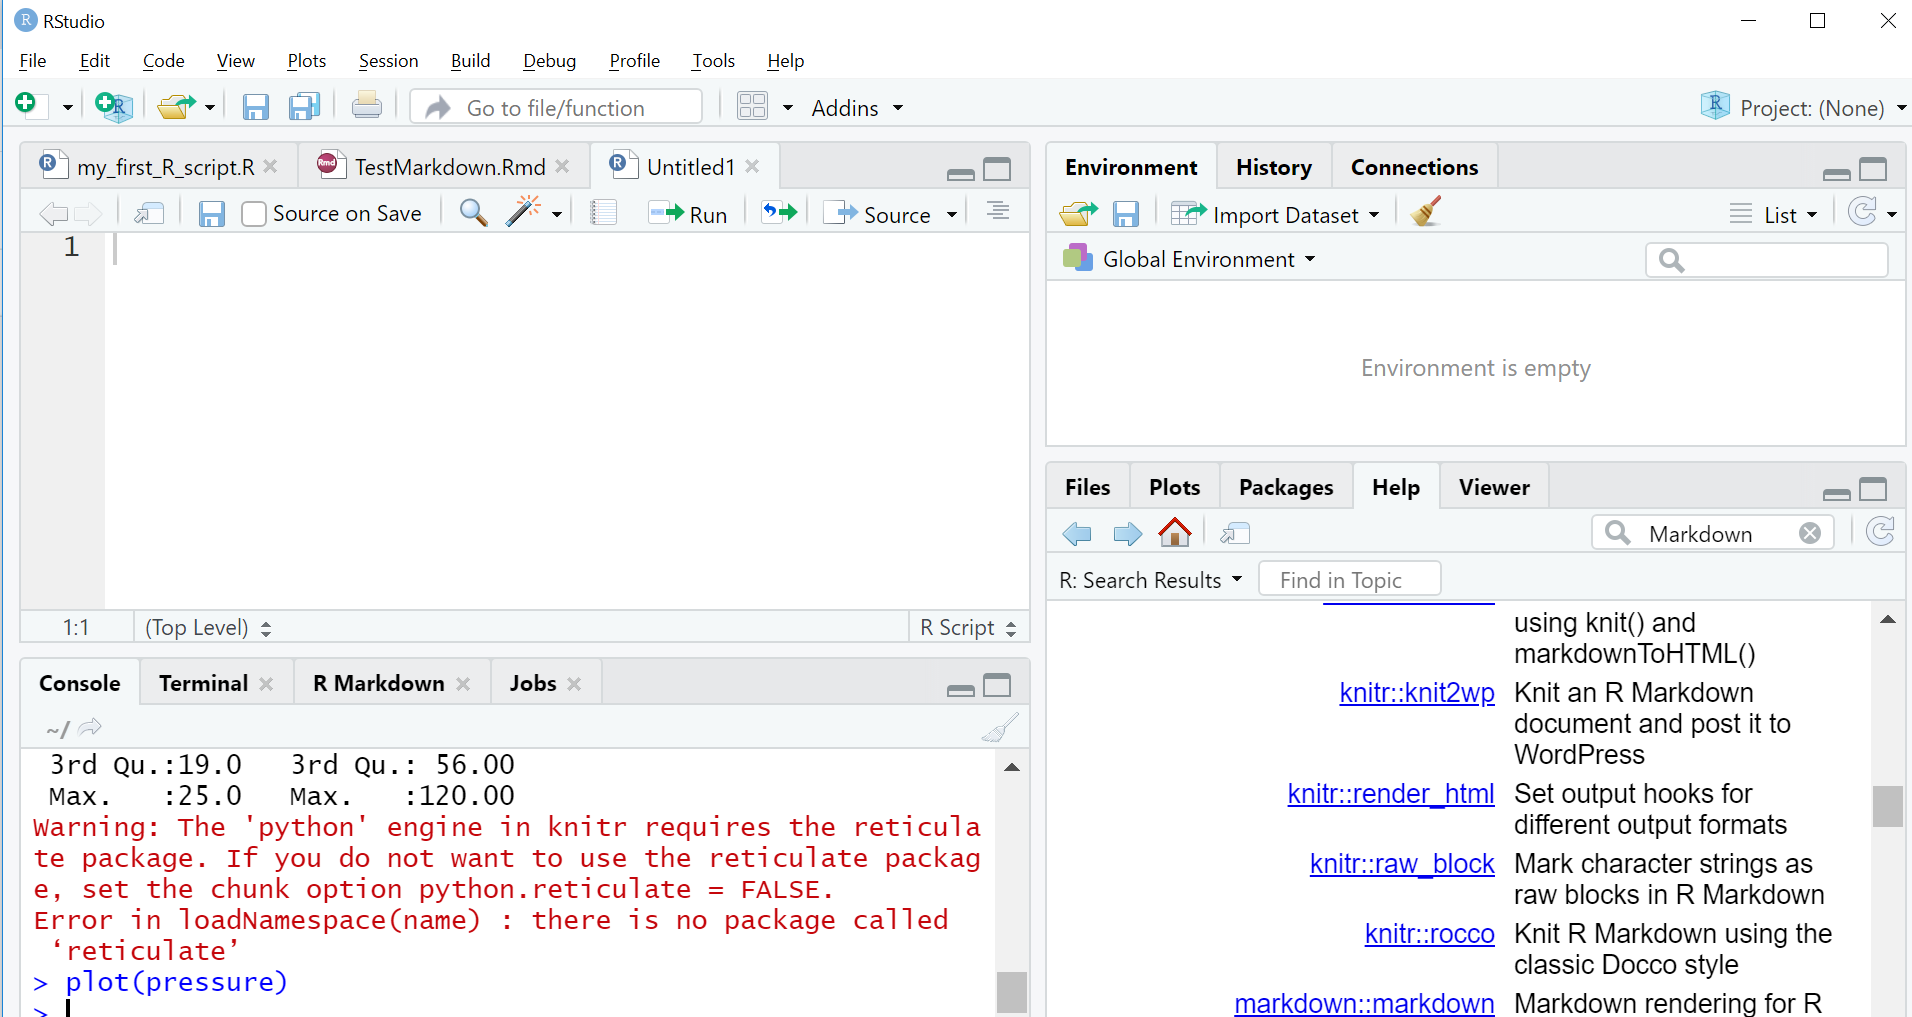 RStudio
File Edit Code View Plots Session Build Debug Profile Tools Help
Go to file/function Addins Project: (None)
my_first_R_script.R TestMarkdown.Rmd Untitled1
Source on Save Run Source
1
1:1 (Top Level) R Script
Console Terminal R Markdown Jobs
~/
3rd Qu.:19.0 3rd Qu.: 56.00
Max. :25.0 Max. :120.00
Warning: The 'python' engine in knitr requires the reticula
te package. If you do not want to use the reticulate packag
e, set the chunk option python.reticulate = FALSE.
Error in loadNamespace(name) : there is no package called
‘reticulate’
> plot(pressure)
>
Environment History Connections
Import Dataset List
Global Environment
Environment is empty
Files Plots Packages Help Viewer
Markdown
R: Search Results Find in Topic
using knit() and
markdownToHTML()
knitr::knit2wp Knit an R Markdown
document and post it to
WordPress
knitr::render_html Set output hooks for
different output formats
knitr::raw_block Mark character strings as
raw blocks in R Markdown
knitr::rocco Knit R Markdown using the
classic Docco style
markdown::markdown Markdown rendering for R